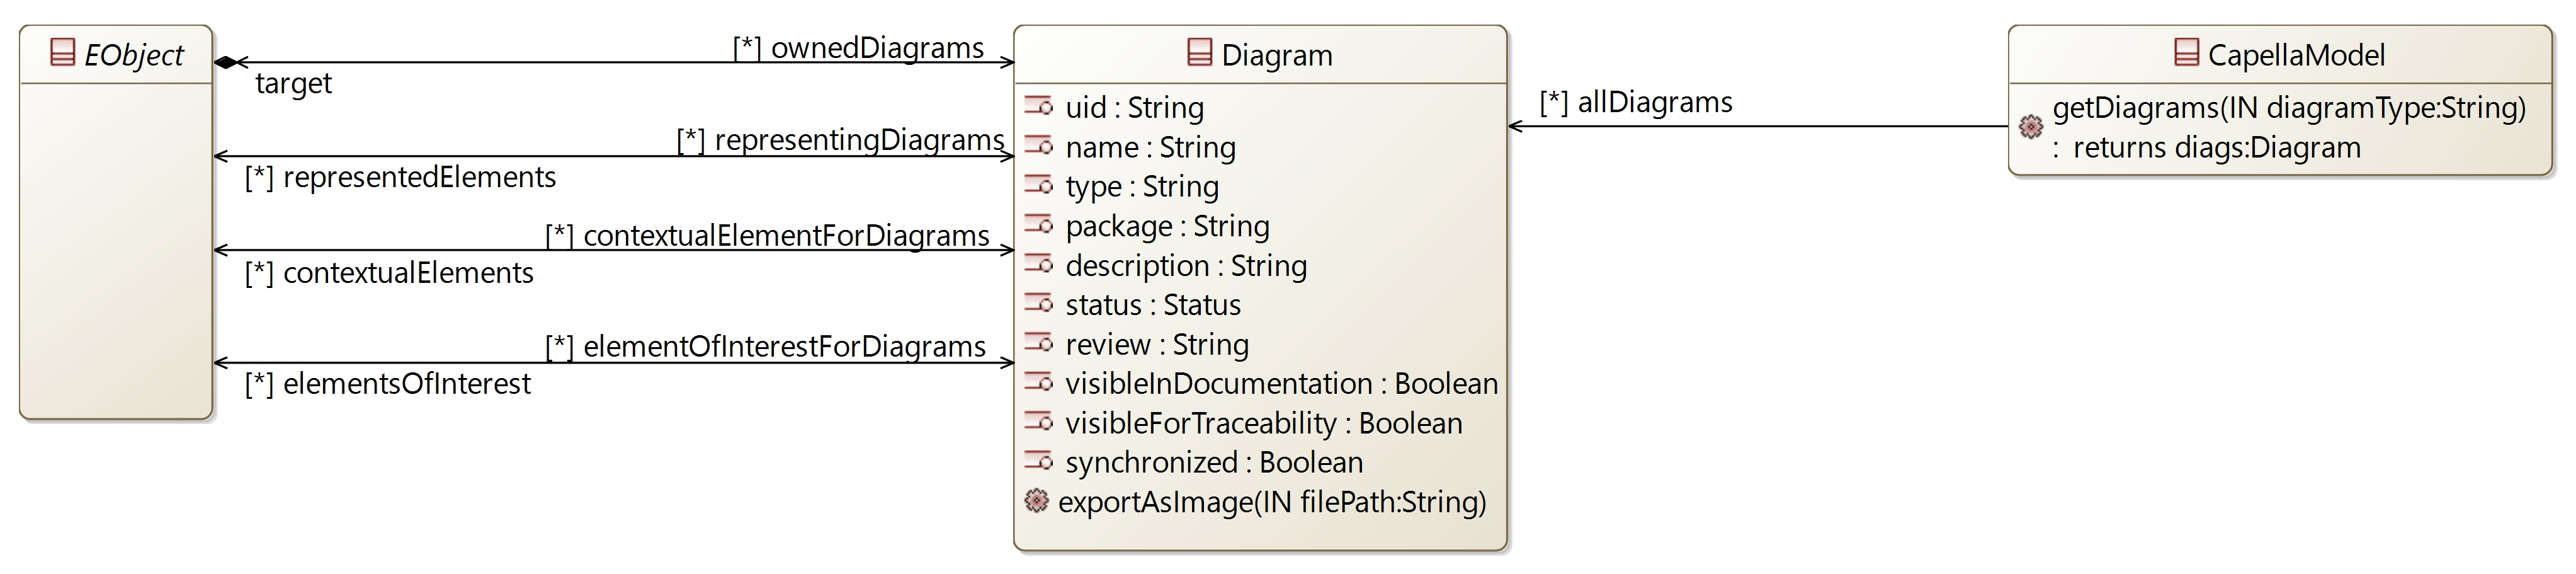 EObject
[*] ownedDiagrams
target
[*] representingDiagrams
[*] representedElements
[*] contextualElementForDiagrams
[*] contextualElements
[*] elementOfInterestForDiagrams
[*] elementsOfInterest
Diagram
uid : String
name : String
type : String
package : String
description : String
status : Status
review : String
visibleInDocumentation : Boolean
visibleForTraceability : Boolean
synchronized : Boolean
exportAsImage(IN filePath:String)
[*] allDiagrams
CapellaModel
getDiagrams(IN diagramType:String)
: returns diags:Diagram